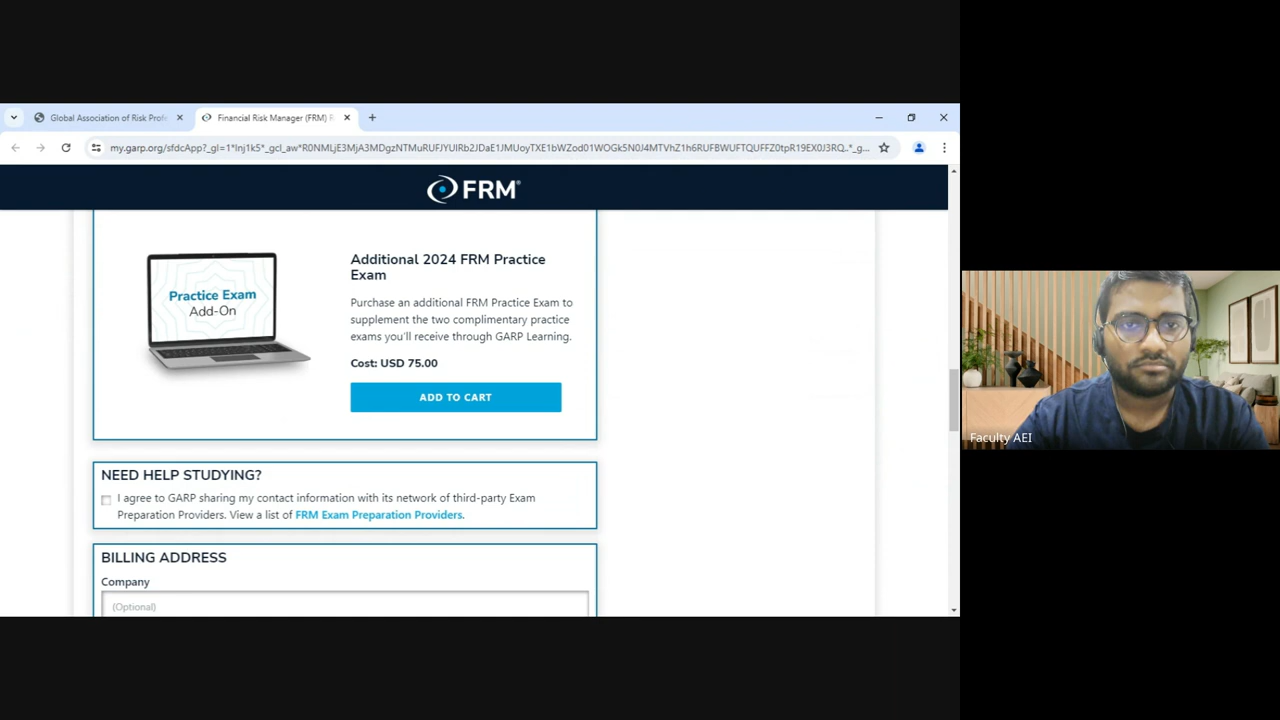 Global Association of Risk Prof
Financial Risk Manager (FRM) R
FRM®
Practice Exam
Add-On
Additional 2024 FRM Practice
Exam
Purchase an additional FRM Practice Exam to
supplement the two complimentary practice
exams you'll receive through GARP Learning.
Cost: USD 75.00
ADD TO CART
NEED HELP STUDYING?
I agree to GARP sharing my contact information with its network of third-party Exam
Preparation Providers. View a list of FRM Exam Preparation Providers.
BILLING ADDRESS
Company
(Optional)
Faculty AEI